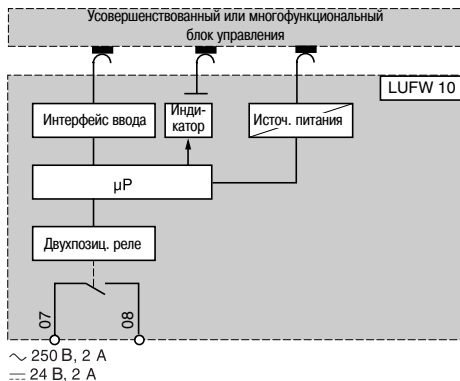 Усовершенствованный или многофункциональный
блок управления
LUFW 10
Интерфейс ввода
Инди-
катор
Источ. питания
µP
Двухпозиц. реле
07
08
~ 250 В, 2 А
⎓ 24 В, 2 А